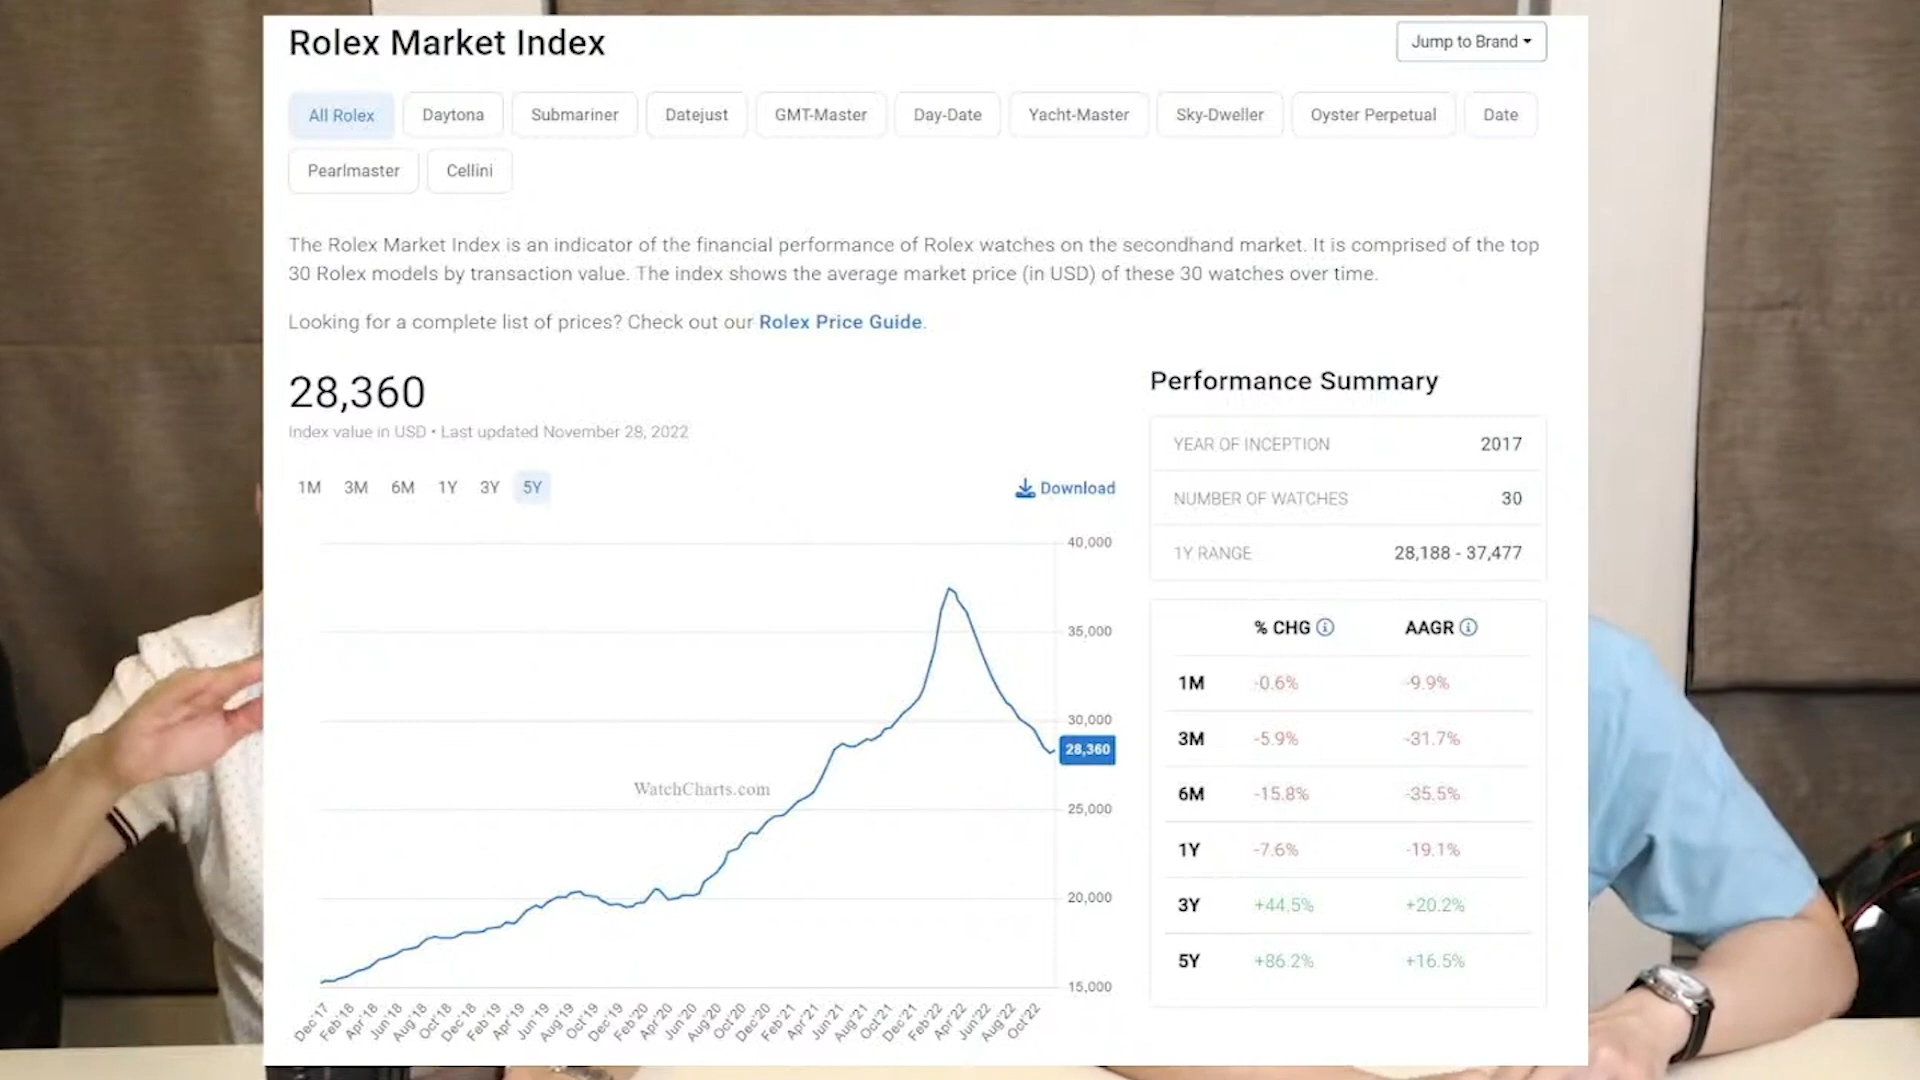 Rolex Market Index
Jump to Brand
All Rolex
Daytona
Submariner
Datejust
GMT-Master
Day-Date
Yacht-Master
Sky-Dweller
Oyster Perpetual
Date
Pearlmaster
Cellini
The Rolex Market Index is an indicator of the financial performance of Rolex watches on the secondhand market. It is comprised of the top
30 Rolex models by transaction value. The index shows the average market price (in USD) of these 30 watches over time.
Looking for a complete list of prices? Check out our Rolex Price Guide.
28,360
Index value in USD • Last updated November 28, 2022
1M 3M 6M 1Y 3Y 5Y
Download
40,000
35,000
30,000
28,360
25,000
20,000
15,000
WatchCharts.com
Dec'17
Feb'18
Apr'18
Jun'18
Aug'18
Oct'18
Dec'18
Feb'19
Apr'19
Jun'19
Aug'19
Oct'19
Dec'19
Feb'20
Apr'20
Jun'20
Aug'20
Oct'20
Dec'20
Feb'21
Apr'21
Jun'21
Aug'21
Oct'21
Dec'21
Feb'22
Apr'22
Jun'22
Aug'22
Oct'22
Performance Summary
YEAR OF INCEPTION 2017
NUMBER OF WATCHES 30
1Y RANGE 28,188 - 37,477
% CHG AAGR
1M -0.6% -9.9%
3M -5.9% -31.7%
6M -15.8% -35.5%
1Y -7.6% -19.1%
3Y +44.5% +20.2%
5Y +86.2% +16.5%